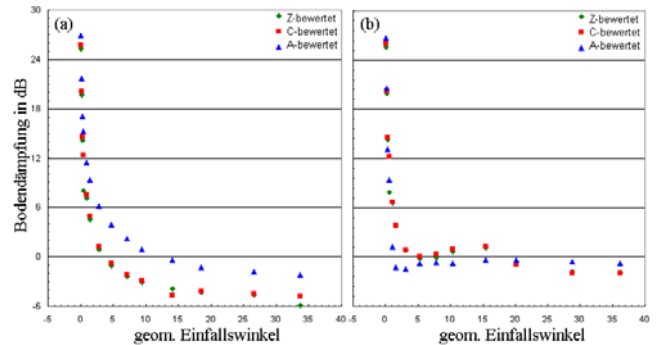 (a)
Z-bewertet
C-bewertet
A-bewertet
(b)
Z-bewertet
C-bewertet
A-bewertet
Bodendämpfung in dB
30
24
18
12
6
0
-6
-5 0 5 10 15 20 25 30 35 40
-5 0 5 10 15 20 25 30 35 40
geom. Einfallswinkel
geom. Einfallswinkel